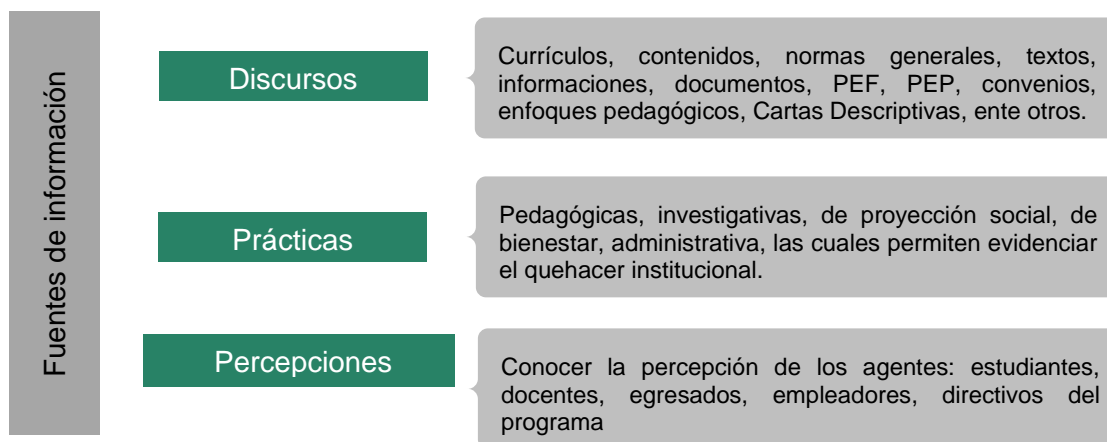 Fuentes de información
Discursos
Currículos, contenidos, normas generales, textos,
informaciones, documentos, PEF, PEP, convenios,
enfoques pedagógicos, Cartas Descriptivas, ente otros.
Prácticas
Pedagógicas, investigativas, de proyección social, de
bienestar, administrativa, las cuales permiten evidenciar
el quehacer institucional.
Percepciones
Conocer la percepción de los agentes: estudiantes,
docentes, egresados, empleadores, directivos del
programa